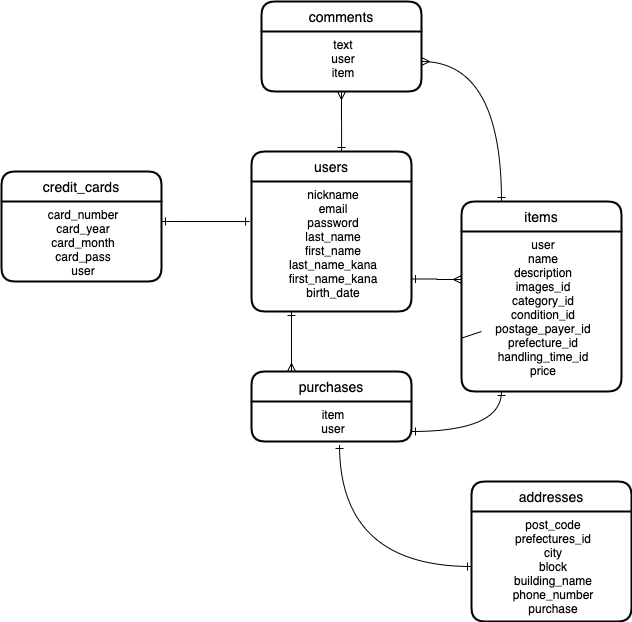 comments
text
user
item
users
nickname
email
password
last_name
first_name
last_name_kana
first_name_kana
birth_date
credit_cards
card_number
card_year
card_month
card_pass
user
items
user
name
description
images_id
category_id
condition_id
postage_payer_id
prefecture_id
handling_time_id
price
purchases
item
user
addresses
post_code
prefectures_id
city
block
building_name
phone_number
purchase